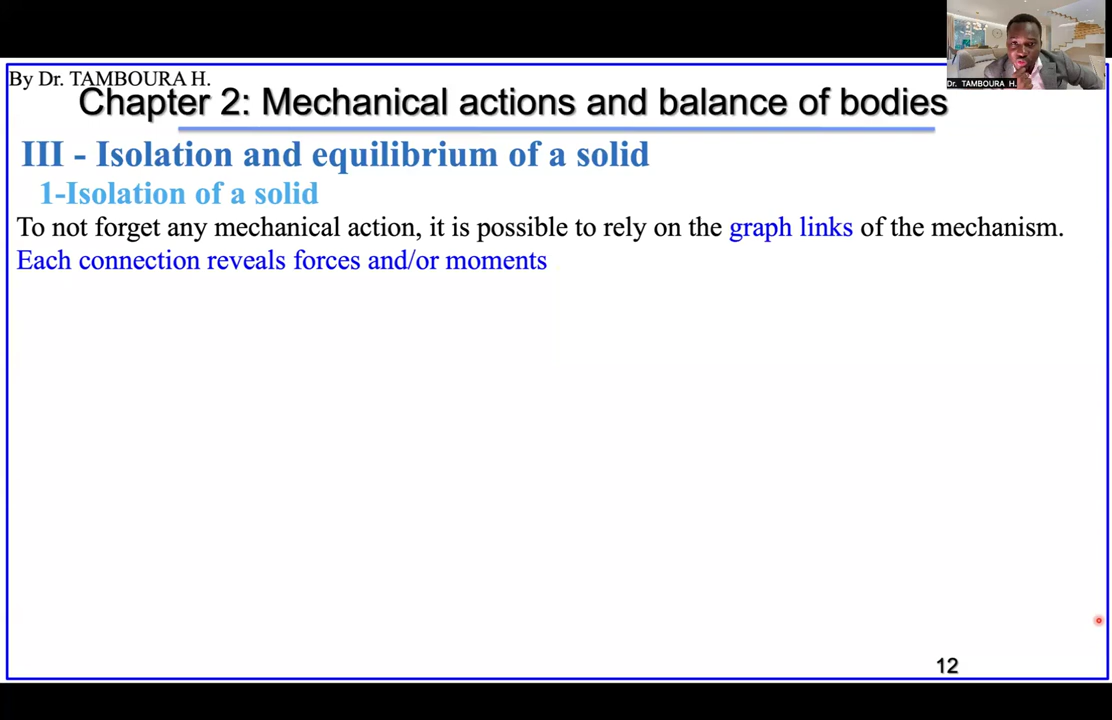 By Dr. TAMBOURA H.
Chapter 2: Mechanical actions and balance of bodies
Dr. TAMBOURA H.
III - Isolation and equilibrium of a solid
1-Isolation of a solid
To not forget any mechanical action, it is possible to rely on the graph links of the mechanism.
Each connection reveals forces and/or moments
12